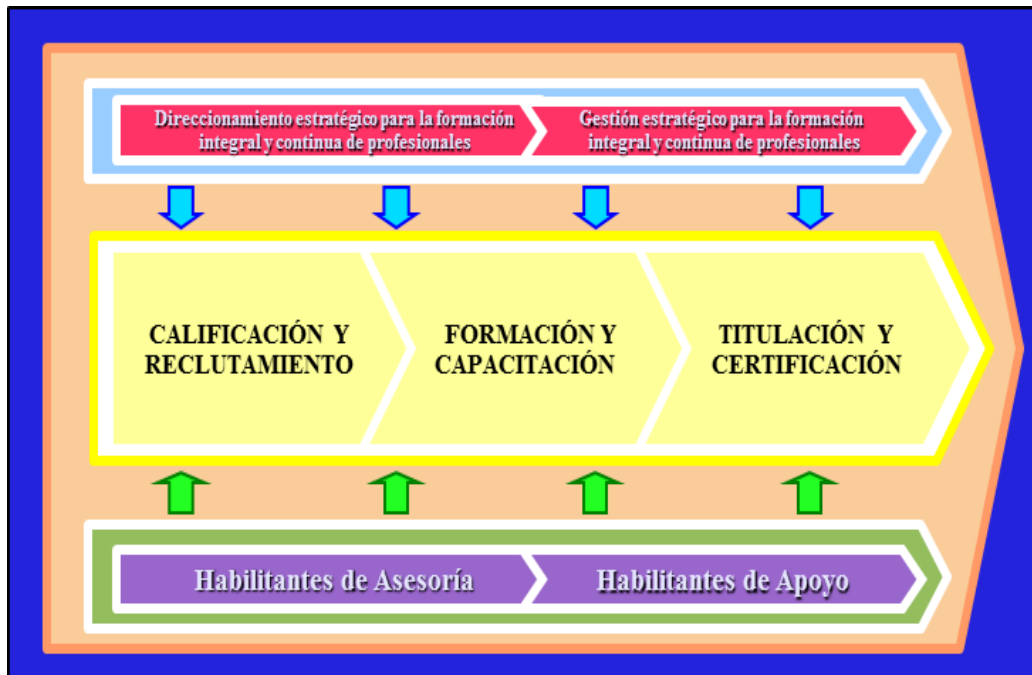 Direccionamiento estratégico para la formación
integral y continua de profesionales
Gestión estratégico para la formación
integral y continua de profesionales
CALIFICACIÓN Y
RECLUTAMIENTO
FORMACIÓN Y
CAPACITACIÓN
TITULACIÓN Y
CERTIFICACIÓN
Habilitantes de Asesoría
Habilitantes de Apoyo